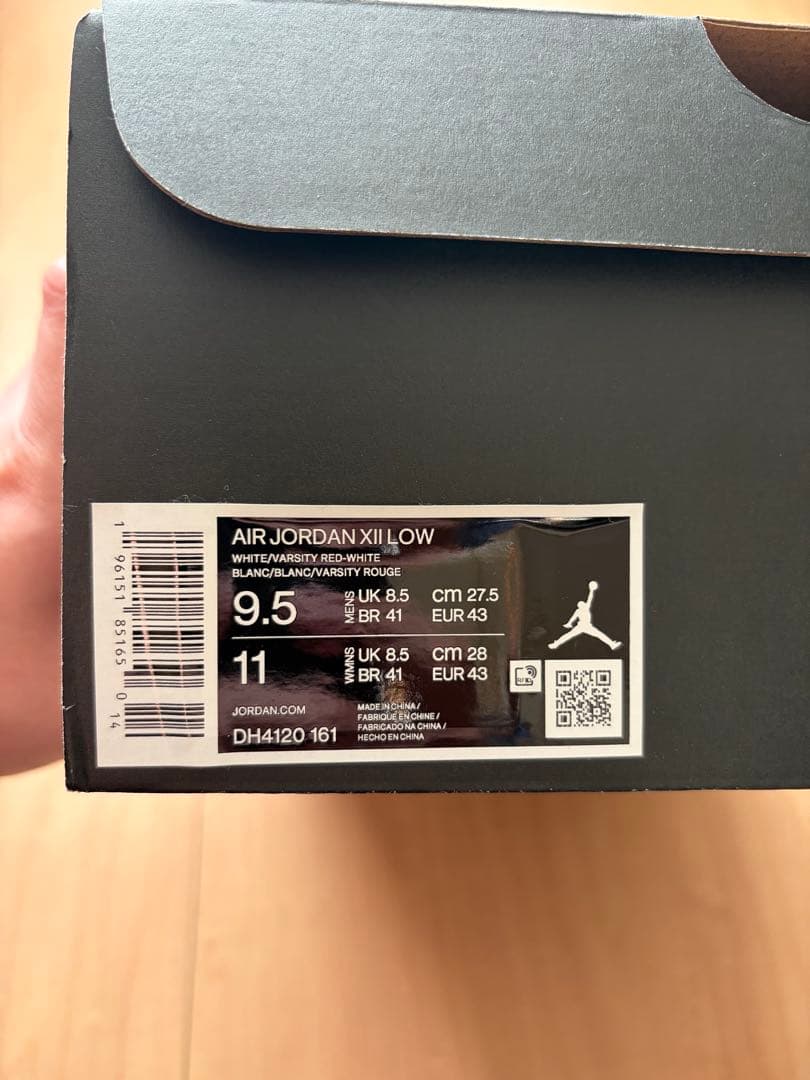 AIR JORDAN XII LOW
WHITE/VARSITY RED-WHITE
BLANC/BLANC/VARSITY ROUGE
9.5 MENS UK 8.5 cm 27.5
BR 41 EUR 43
11 WMNS UK 8.5 cm 28
BR 41 EUR 43
RFID
JORDAN.COM
DH4120 161
MADE IN CHINA /
FABRIQUÉ EN CHINE /
FABRICADO NA CHINA /
HECHO EN CHINA
1 96151 85165 0 14